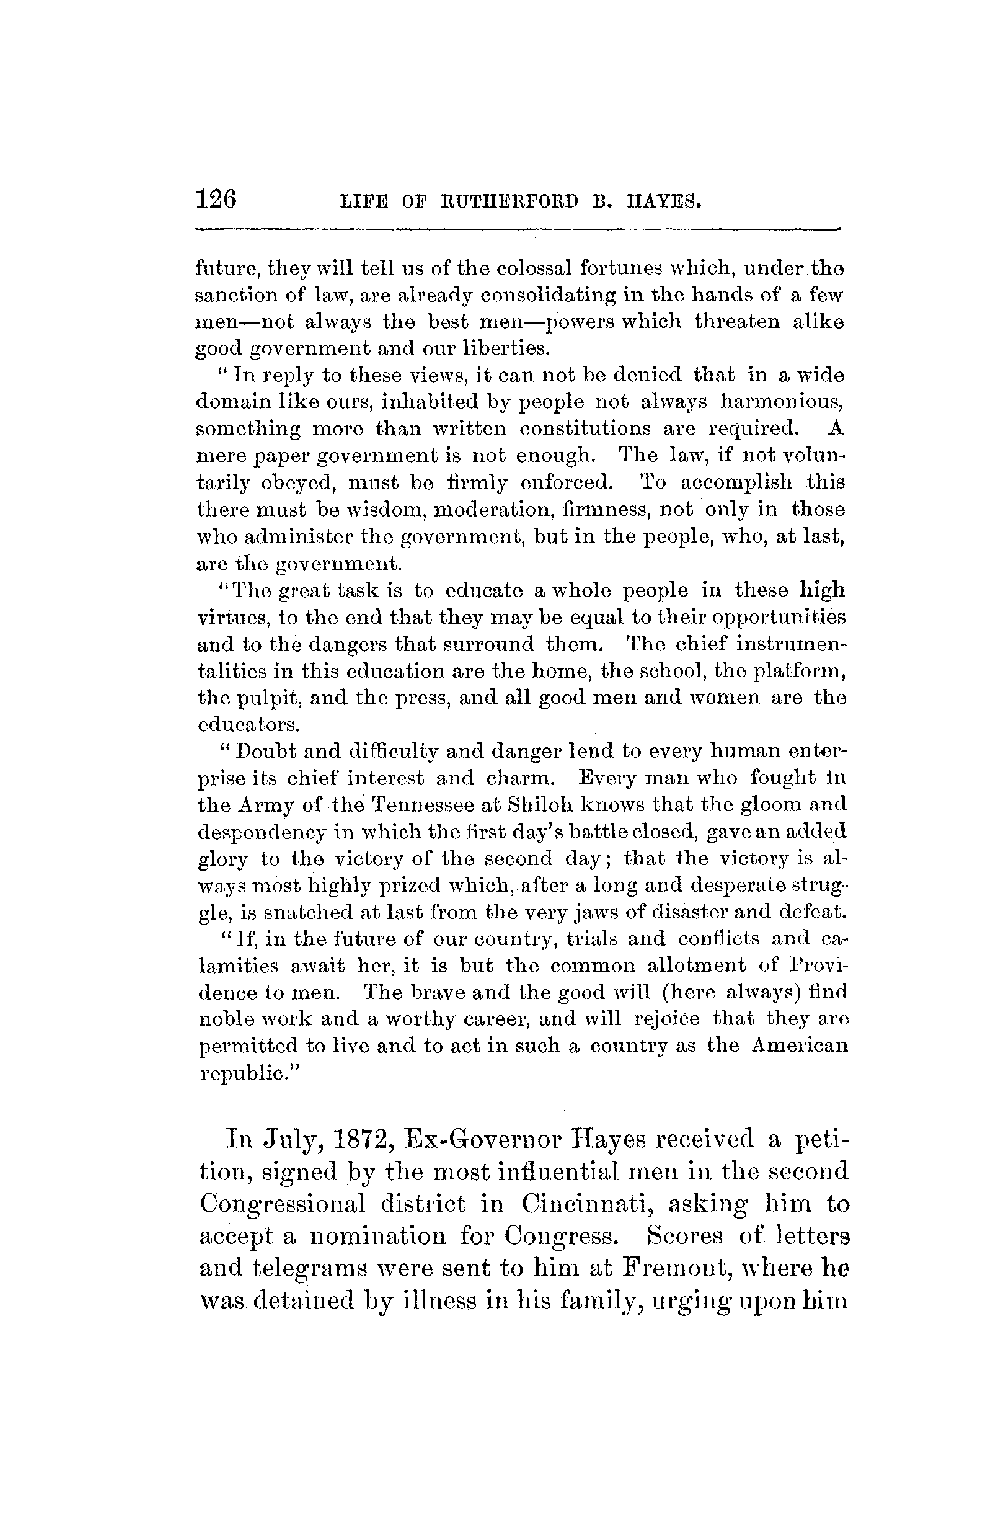 126 LIFE OF RUTHERFORD B. HAYES.
future, they will tell us of the colossal fortunes which, under the
sanction of law, are already consolidating in the hands of a few
men—not always the best men—powers which threaten alike
good government and our liberties.
"In reply to these views, it can not be denied that in a wide
domain like ours, inhabited by people not always harmonious,
something more than written constitutions are required. A
mere paper government is not enough. The law, if not volun-
tarily obeyed, must be firmly enforced. To accomplish this
there must be wisdom, moderation, firmness, not only in those
who administer the government, but in the people, who, at last,
are the government.
"The great task is to educate a whole people in these high
virtues, to the end that they may be equal to their opportunities
and to the dangers that surround them. The chief instrumen-
talities in this education are the home, the school, the platform,
the pulpit, and the press, and all good men and women are the
educators.
"Doubt and difficulty and danger lend to every human enter-
prise its chief interest and charm. Every man who fought in
the Army of the Tennessee at Shiloh knows that the gloom and
despondency in which the first day's battle closed, gave an added
glory to the victory of the second day; that the victory is al-
ways most highly prized which, after a long and desperate strug-
gle, is snatched at last from the very jaws of disaster and defeat.
"If, in the future of our country, trials and conflicts and ca-
lamities await her, it is but the common allotment of Provi-
dence to men. The brave and the good will (here always) find
noble work and a worthy career, and will rejoice that they are
permitted to live and to act in such a country as the American
republic."
In July, 1872, Ex-Governor Hayes received a peti-
tion, signed by the most influential men in the second
Congressional district in Cincinnati, asking him to
accept a nomination for Congress. Scores of letters
and telegrams were sent to him at Fremont, where he
was detained by illness in his family, urging upon him